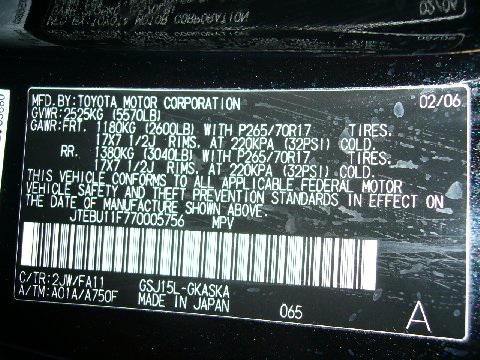 MFD.BY:TOYOTA MOTOR CORPORATION 02/06
GVWR:2525KG (5570LB)
GAWR:FRT. 1180KG (2600LB) WITH P265/70R17 TIRES.
17X7 1/2J RIMS, AT 220KPA (32PSI) COLD.
RR. 1380KG (3040LB) WITH P265/70R17 TIRES.
17X7 1/2J RIMS, AT 220KPA (32PSI) COLD.
THIS VEHICLE CONFORMS TO ALL APPLICABLE FEDERAL MOTOR
VEHICLE SAFETY AND THEFT PREVENTION STANDARDS IN EFFECT ON
THE DATE OF MANUFACTURE SHOWN ABOVE.
JTEBU11F770005756 MPV
C/TR:2JW/FA11 GSJ15L-GKASKA
A/TM:A01A/A750F MADE IN JAPAN 065 A